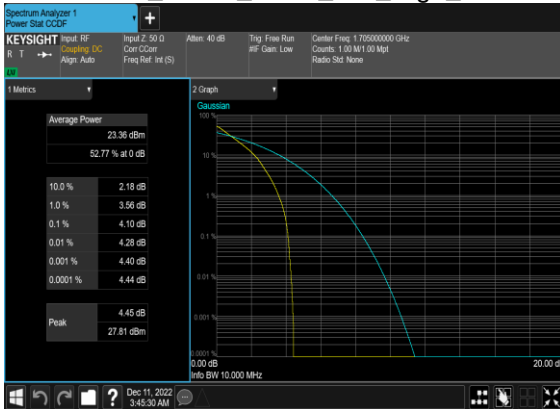 Spectrum Analyzer 1
Power Stat CCDF
+
KEYSIGHT
R T
LXI
Input: RF
Coupling: DC
Align: Auto
Input Z: 50 Ω
Corr CCorr
Freq Ref: Int (S)
Atten: 40 dB
Trig: Free Run
#IF Gain: Low
Center Freq: 1.705000000 GHz
Counts: 1.00 M/1.00 Mpt
Radio Std: None
1 Metrics
Average Power
23.36 dBm
52.77 % at 0 dB
10.0 % 2.18 dB
1.0 % 3.56 dB
0.1 % 4.10 dB
0.01 % 4.28 dB
0.001 % 4.40 dB
0.0001 % 4.44 dB
Peak
4.45 dB
27.81 dBm
2 Graph
Gaussian
100 %
10 %
1 %
0.1 %
0.01 %
0.001 %
0.0001 %
0.00 dB
20.00 d
Info BW 10.000 MHz
?
Dec 11, 2022
3:45:30 AM